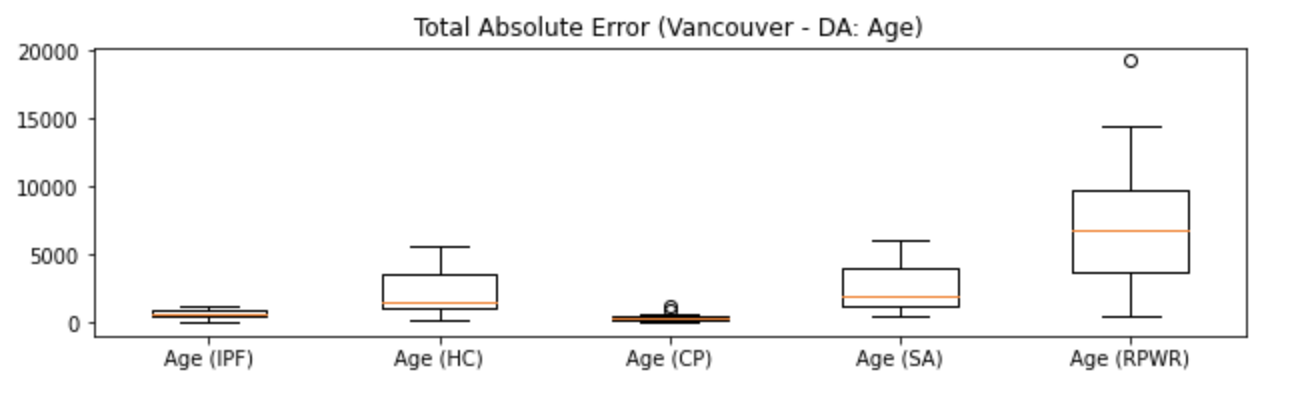 Total Absolute Error (Vancouver - DA: Age)
20000
15000
10000
5000
0
Age (IPF) Age (HC) Age (CP) Age (SA) Age (RPWR)